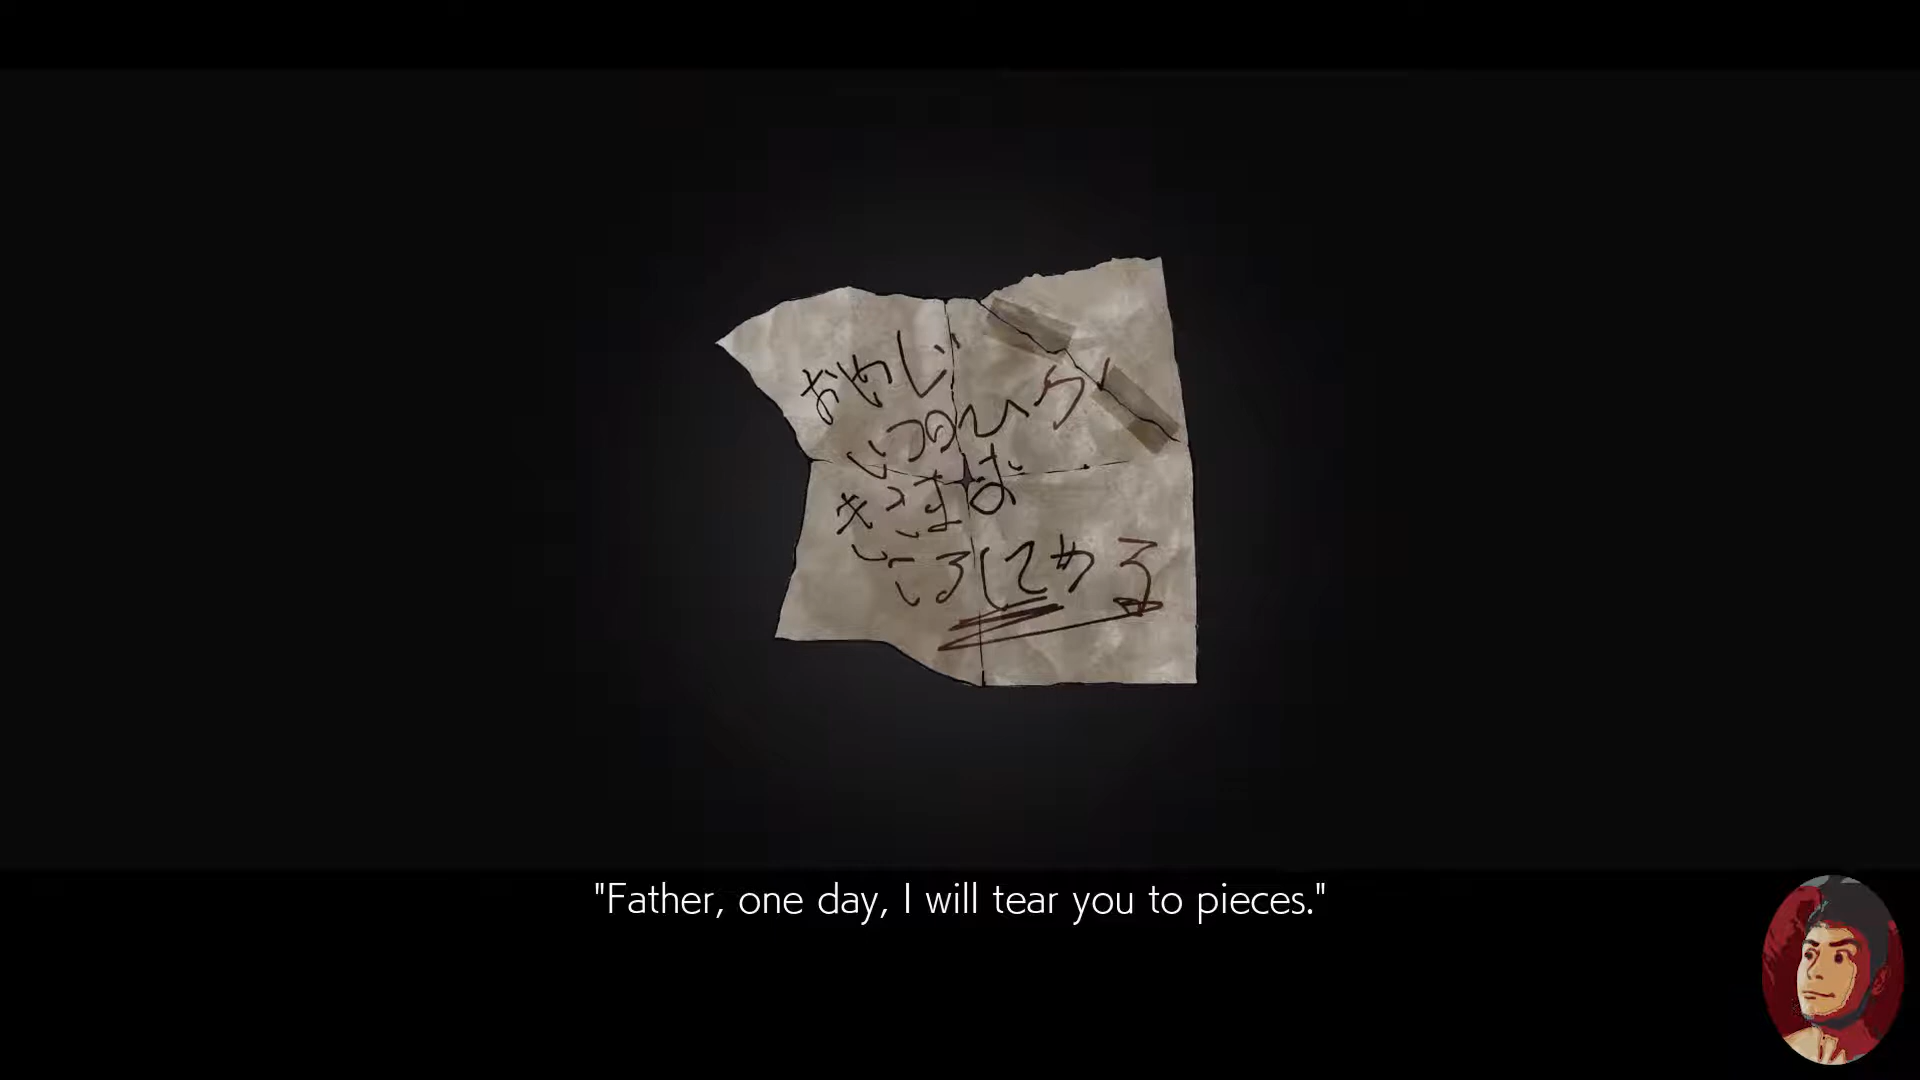 おやじ
いつのひか
きさまお
ころしてやる
"Father, one day, I will tear you to pieces."